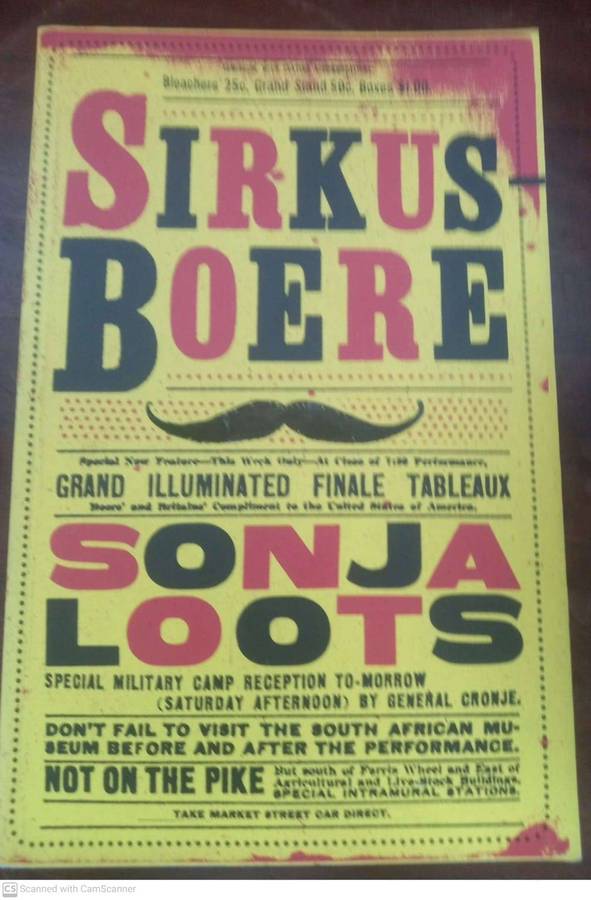 Bleachers' 25c, Grand Stand 50c, Boxes $1.00.
SIRKUS
BOERE
Special New Feature—This Week Only—At Close of 7:30 Performance,
GRAND ILLUMINATED FINALE TABLEAUX
Boers' and Britains' Compliment to the United States of America.
SONJA
LOOTS
SPECIAL MILITARY CAMP RECEPTION TO-MORROW
(SATURDAY AFTERNOON) BY GENERAL CRONJE.
DON'T FAIL TO VISIT THE SOUTH AFRICAN MU-
SEUM BEFORE AND AFTER THE PERFORMANCE.
NOT ON THE PIKE
But south of Ferris Wheel and East of
Agricultural and Live-Stock Buildings.
SPECIAL INTRAMURAL STATIONS.
TAKE MARKET STREET CAR DIRECT.
CS Scanned with CamScanner